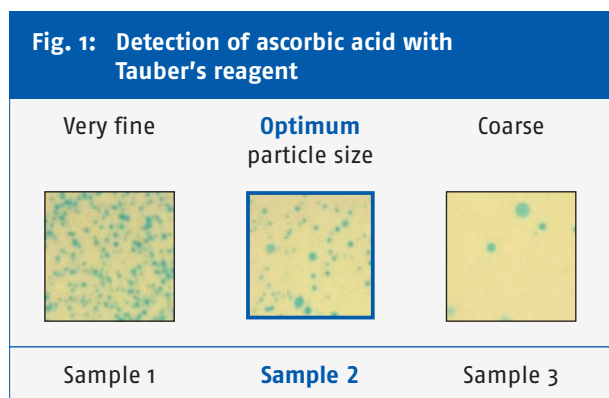 Fig. 1: Detection of ascorbic acid with
Tauber's reagent
Very fine
Optimum
particle size
Coarse
Sample 1
Sample 2
Sample 3